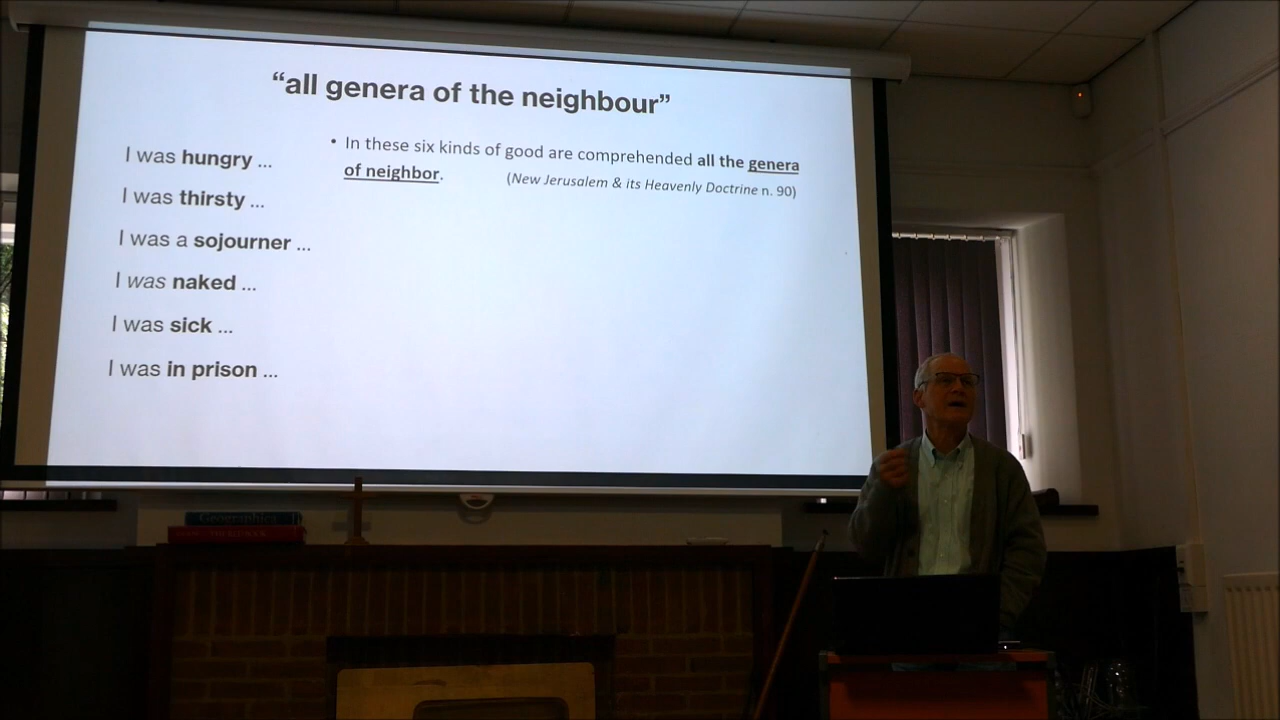 “all genera of the neighbour”
I was hungry ...
I was thirsty ...
I was a sojourner ...
I was naked ...
I was sick ...
I was in prison ...
• In these six kinds of good are comprehended all the genera
of neighbor. (New Jerusalem & its Heavenly Doctrine n. 90)
Geographica